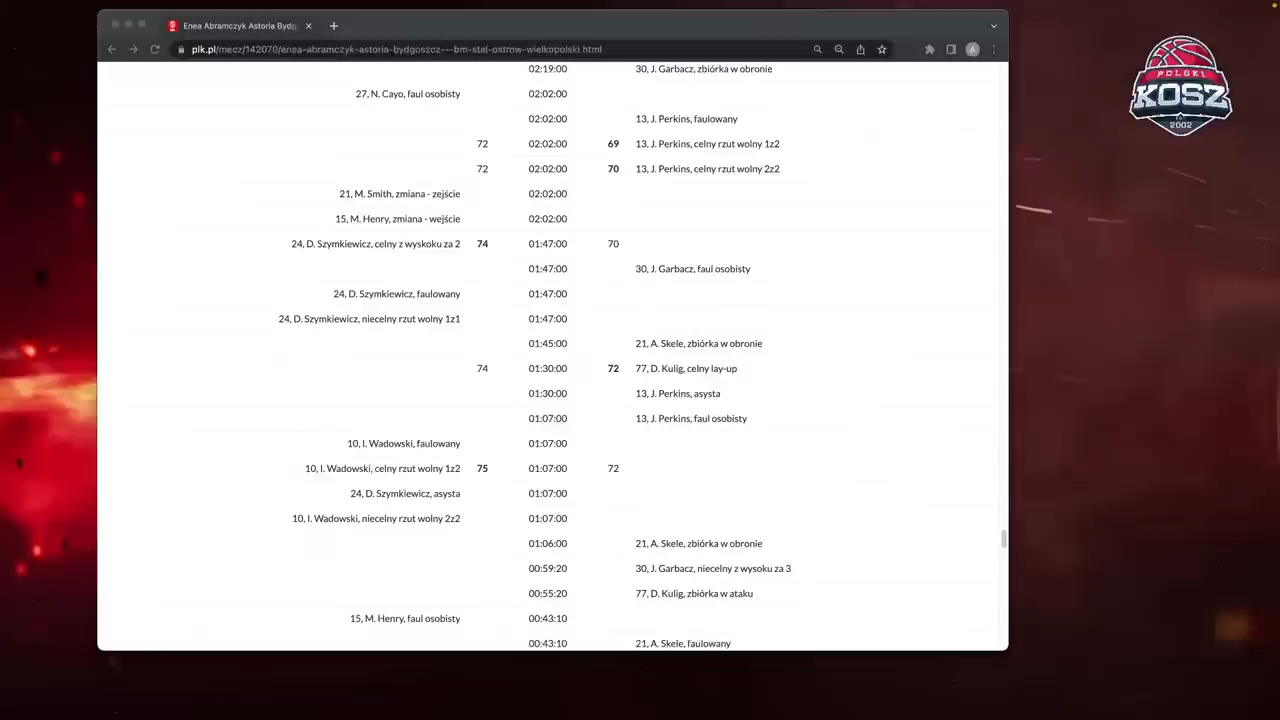 Enea Abramczyk Astoria Bydg
plk.pl/mecz/142070/enea-abramczyk-astoria-bydgoszcz---bm-stal-ostrow-wielkopolski.html
A
POLSKI
KOSZ
2002
02:19:00 30, J. Garbacz, zbiórka w obronie
27, N. Cayo, faul osobisty 02:02:00
02:02:00 13, J. Perkins, faulowany
72 02:02:00 69 13, J. Perkins, celny rzut wolny 1z2
72 02:02:00 70 13, J. Perkins, celny rzut wolny 2z2
21, M. Smith, zmiana - zejście 02:02:00
15, M. Henry, zmiana - wejście 02:02:00
24, D. Szymkiewicz, celny z wyskoku za 2 74 01:47:00 70
01:47:00 30, J. Garbacz, faul osobisty
24, D. Szymkiewicz, faulowany 01:47:00
24, D. Szymkiewicz, niecelny rzut wolny 1z1 01:47:00
01:45:00 21, A. Skele, zbiórka w obronie
74 01:30:00 72 77, D. Kulig, celny lay-up
01:30:00 13, J. Perkins, asysta
01:07:00 13, J. Perkins, faul osobisty
10, I. Wadowski, faulowany 01:07:00
10, I. Wadowski, celny rzut wolny 1z2 75 01:07:00 72
24, D. Szymkiewicz, asysta 01:07:00
10, I. Wadowski, niecelny rzut wolny 2z2 01:07:00
01:06:00 21, A. Skele, zbiórka w obronie
00:59:20 30, J. Garbacz, niecelny z wysoku za 3
00:55:20 77, D. Kulig, zbiórka w ataku
15, M. Henry, faul osobisty 00:43:10
00:43:10 21, A. Skele, faulowany